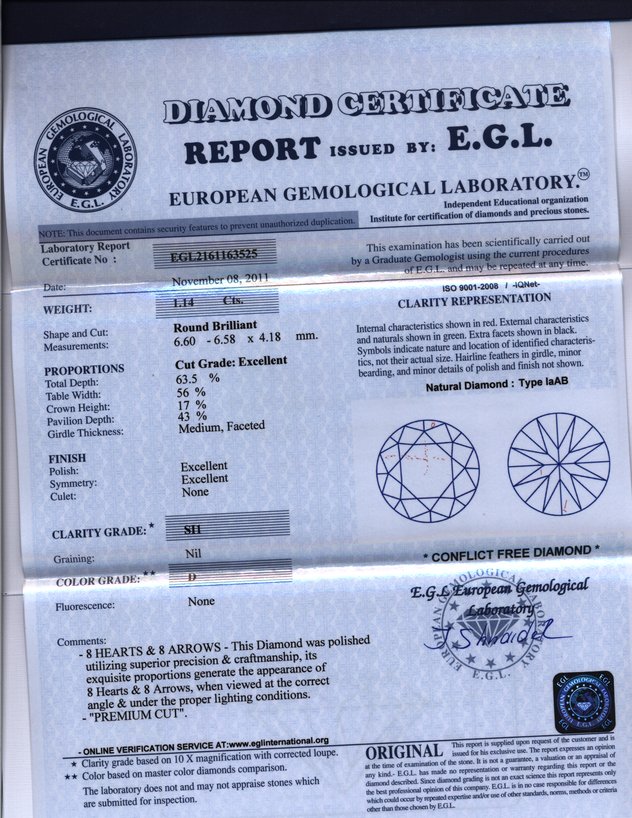 DIAMOND CERTIFICATE
REPORT ISSUED BY: E.G.L.
EUROPEAN GEMOLOGICAL LABORATORY.™
Independent Educational organization
Institute for certification of diamonds and precious stones.
EUROPEAN GEMOLOGICAL LABORATORY
E.G.L.
NOTE: This document contains security features to prevent unauthorized duplication.
Laboratory Report
Certificate No : EGL2161163525
Date: November 08, 2011
WEIGHT: 1.14 Cts.
Shape and Cut: Round Brilliant
Measurements: 6.60 - 6.58 x 4.18 mm.
PROPORTIONS Cut Grade: Excellent
Total Depth: 63.5 %
Table Width: 56 %
Crown Height: 17 %
Pavilion Depth: 43 %
Girdle Thickness: Medium, Faceted
FINISH
Polish: Excellent
Symmetry: Excellent
Culet: None
CLARITY GRADE: * SI1
Graining: Nil
COLOR GRADE: ** D
Fluorescence: None
Comments:
- 8 HEARTS & 8 ARROWS - This Diamond was polished
utilizing superior precision & craftmanship, its
exquisite proportions generate the appearance of
8 Hearts & 8 Arrows, when viewed at the correct
angle & under the proper lighting conditions.
- "PREMIUM CUT".
- ONLINE VERIFICATION SERVICE AT:www.eglinternational.org
* Clarity grade based on 10 X magnification with corrected loupe.
** Color based on master color diamonds comparison.
The laboratory does not and may not appraise stones which
are submitted for inspection.
This examination has been scientifically carried out
by a Graduate Gemologist using the current procedures
of E.G.L. and may be repeated at any time.
ISO 9001-2008 / -IQNet-
CLARITY REPRESENTATION
Internal characteristics shown in red. External characteristics
and naturals shown in green. Extra facets shown in black.
Symbols indicate nature and location of identified characteris-
tics, not their actual size. Hairline feathers in girdle, minor
bearding, and minor details of polish and finish not shown.
Natural Diamond : Type IaAB
* CONFLICT FREE DIAMOND *
E.G.L European Gemological
Laboratory
EUROPEAN GEMOLOGICAL LABORATORY
E.G.L.
EGL
EGL
ORIGINAL This paper is supplied upon request of the customer and is
issued for his exclusive use. The report expresses an opinion
at the time of examination of the stone. It is not a guarantee, a valuation or an appraisal of
any kind.- E.G.L. has made no representation or warranty regarding this report or the
diamond described. Since diamond grading is not an exact science this report represents only
the best professional opinion of this company. E.G.L. is in no case responsible for differences
which could occur by repeated expertise and/or use of other standards, norms, methods or criteria
other than those chosen by E.G.L.